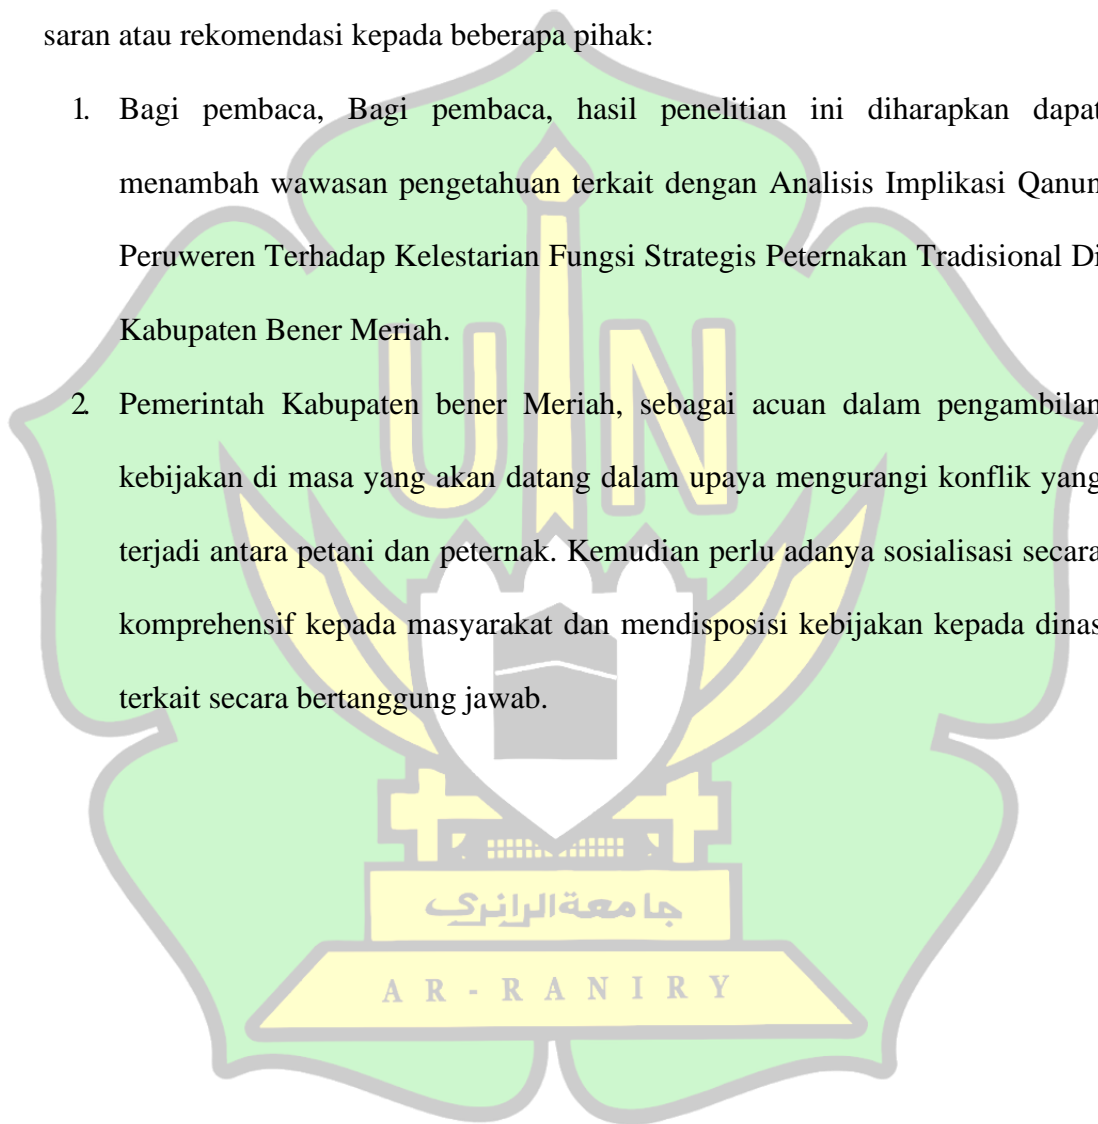 saran atau rekomendasi kepada beberapa pihak:
1. Bagi pembaca, Bagi pembaca, hasil penelitian ini diharapkan dapat
menambah wawasan pengetahuan terkait dengan Analisis Implikasi Qanun
Peruweren Terhadap Kelestarian Fungsi Strategis Peternakan Tradisional Di
Kabupaten Bener Meriah.
2. Pemerintah Kabupaten bener Meriah, sebagai acuan dalam pengambilan
kebijakan di masa yang akan datang dalam upaya mengurangi konflik yang
terjadi antara petani dan peternak. Kemudian perlu adanya sosialisasi secara
komprehensif kepada masyarakat dan mendisposisi kebijakan kepada dinas
terkait secara bertanggung jawab.
UIN
جامعة الرانري
AR-RANIRY